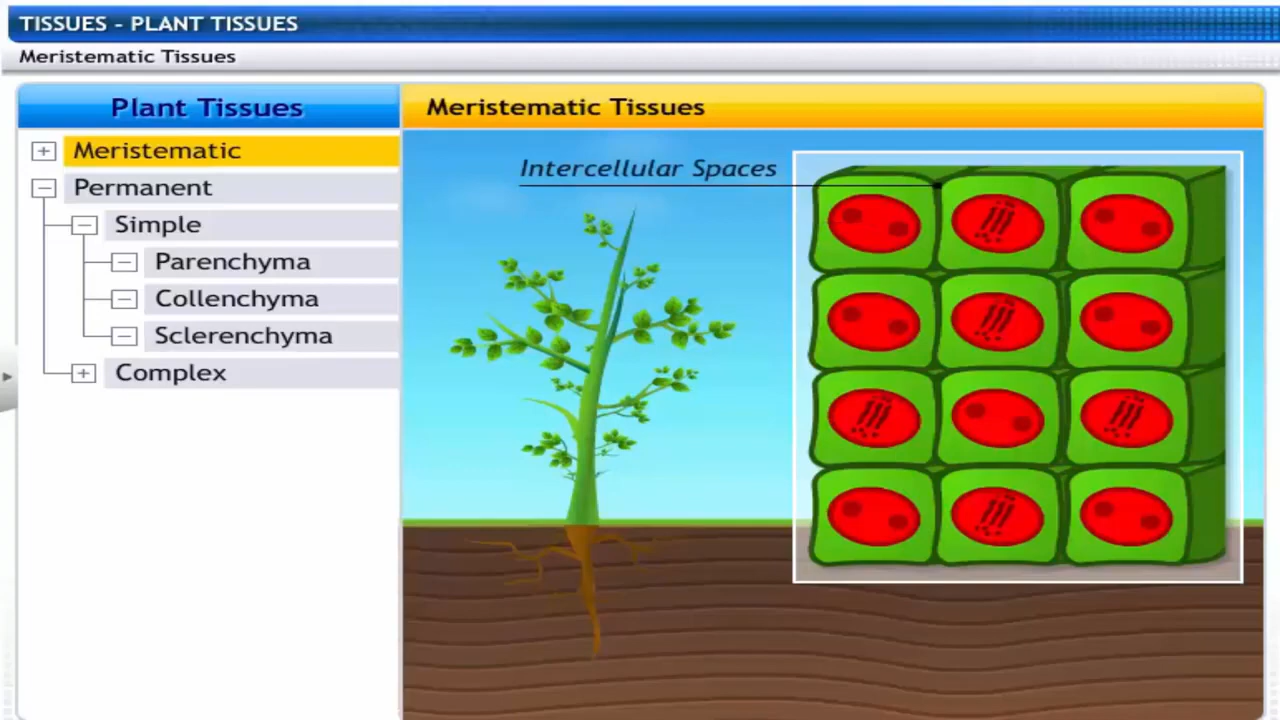 TISSUES - PLANT TISSUES
Meristematic Tissues
Plant Tissues
Meristematic
Permanent
Simple
Parenchyma
Collenchyma
Sclerenchyma
Complex
Meristematic Tissues
Intercellular Spaces